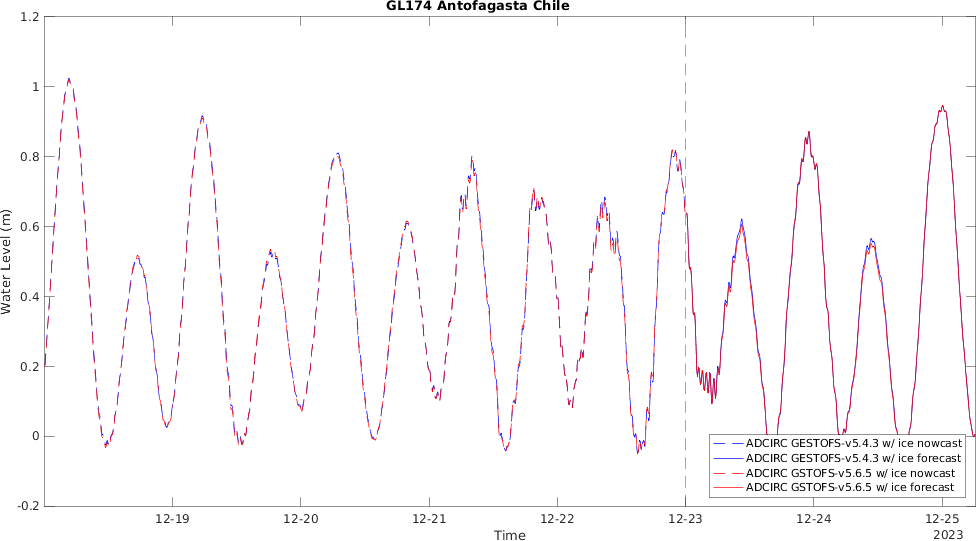 GL174 Antofagasta Chile
1.2
1
0.8
0.6
0.4
0.2
0
-0.2
Water Level (m)
ADCIRC GESTOFS-v5.4.3 w/ ice nowcast
ADCIRC GESTOFS-v5.4.3 w/ ice forecast
ADCIRC GSTOFS-v5.6.5 w/ ice nowcast
ADCIRC GSTOFS-v5.6.5 w/ ice forecast
12-19 12-20 12-21 12-22 12-23 12-24 12-25
Time
2023